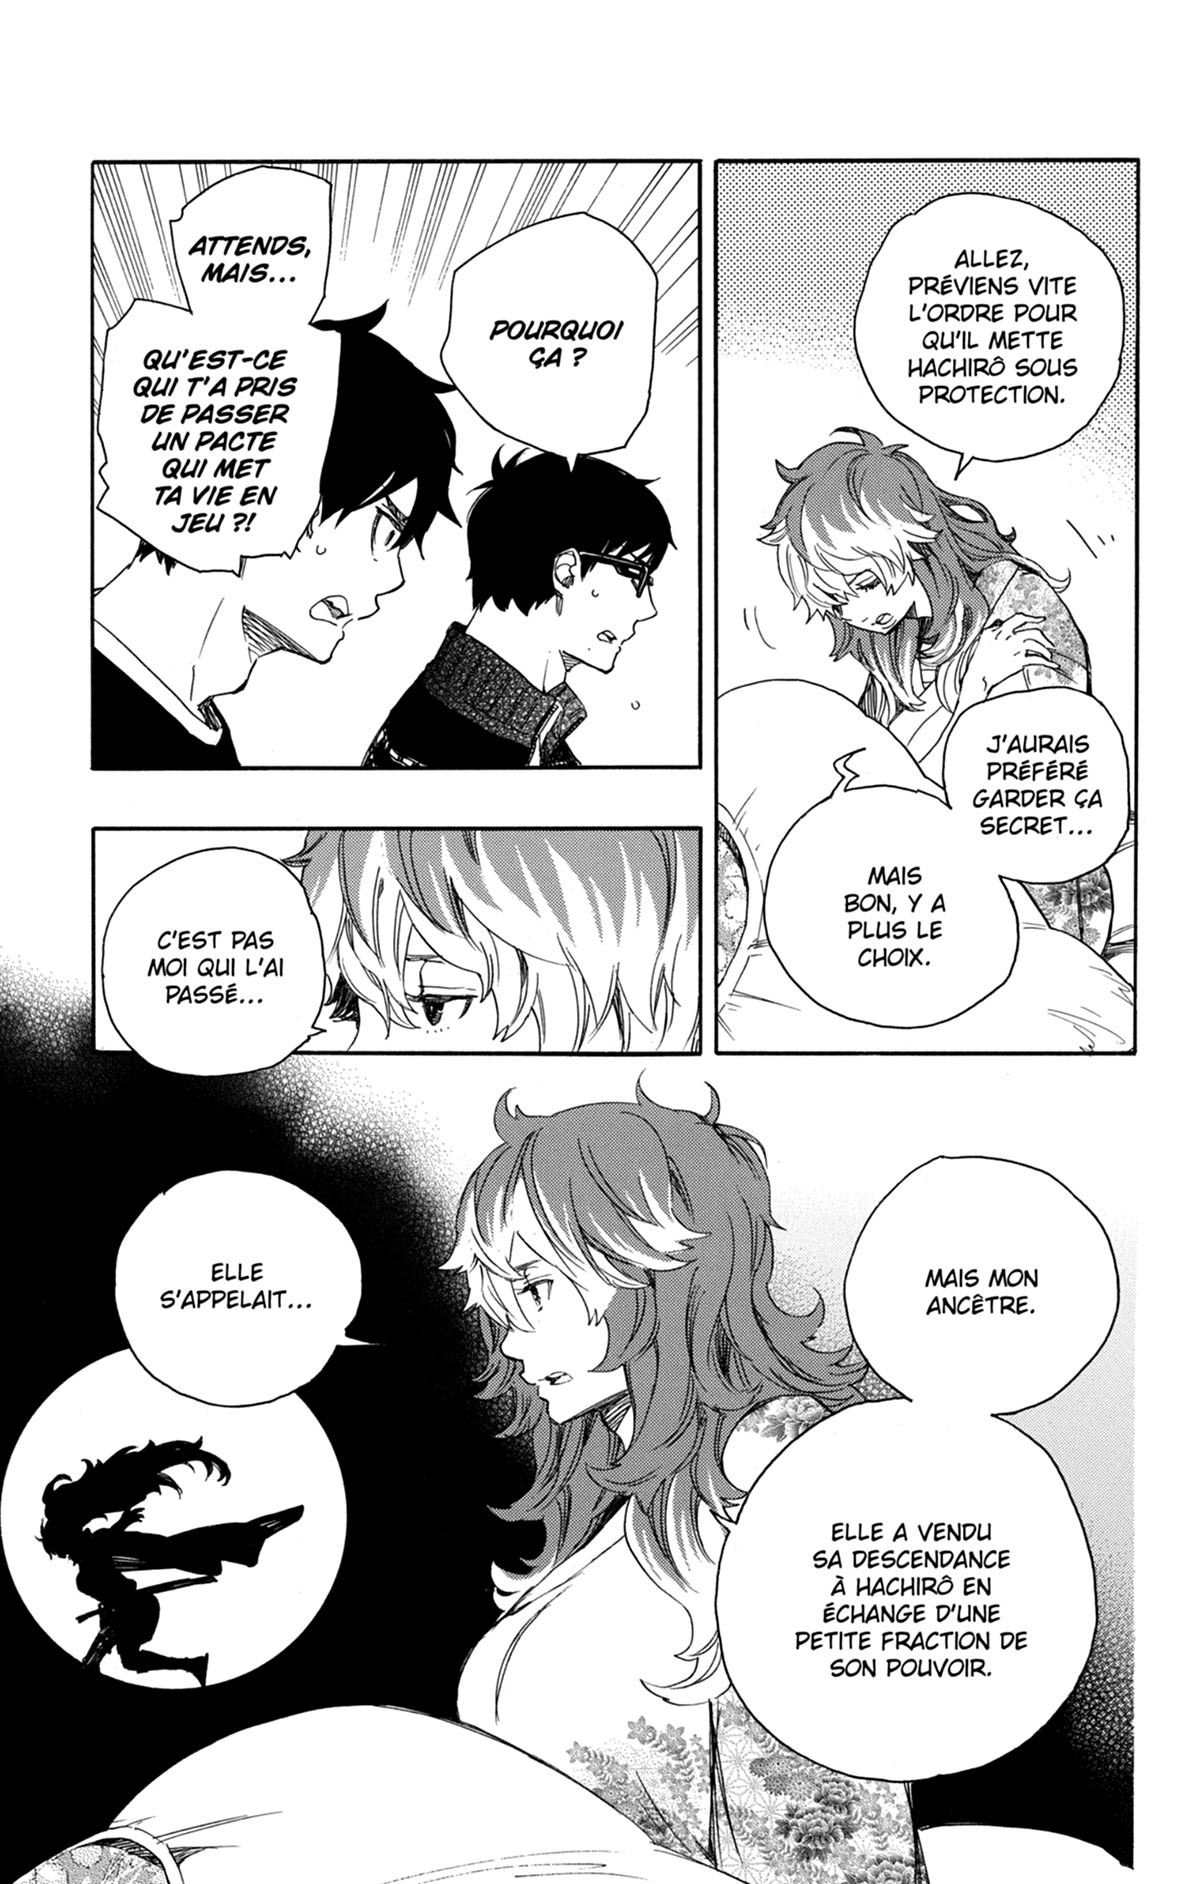 ALLEZ,
PRÉVIENS VITE
L'ORDRE POUR
QU'IL METTE
HACHIRÔ SOUS
PROTECTION.
J'AURAIS
PRÉFÉRÉ
GARDER ÇA
SECRET...
MAIS
BON, Y A
PLUS LE
CHOIX.
POURQUOI
ÇA ?
ATTENDS,
MAIS...
QU'EST-CE
QUI T'A PRIS
DE PASSER
UN PACTE
QUI MET
TA VIE EN
JEU ?!
C'EST PAS
MOI QUI L'AI
PASSÉ...
MAIS MON
ANCÊTRE.
ELLE A VENDU
SA DESCENDANCE
À HACHIRÔ EN
ÉCHANGE D'UNE
PETITE FRACTION DE
SON POUVOIR.
ELLE
S'APPELAIT...